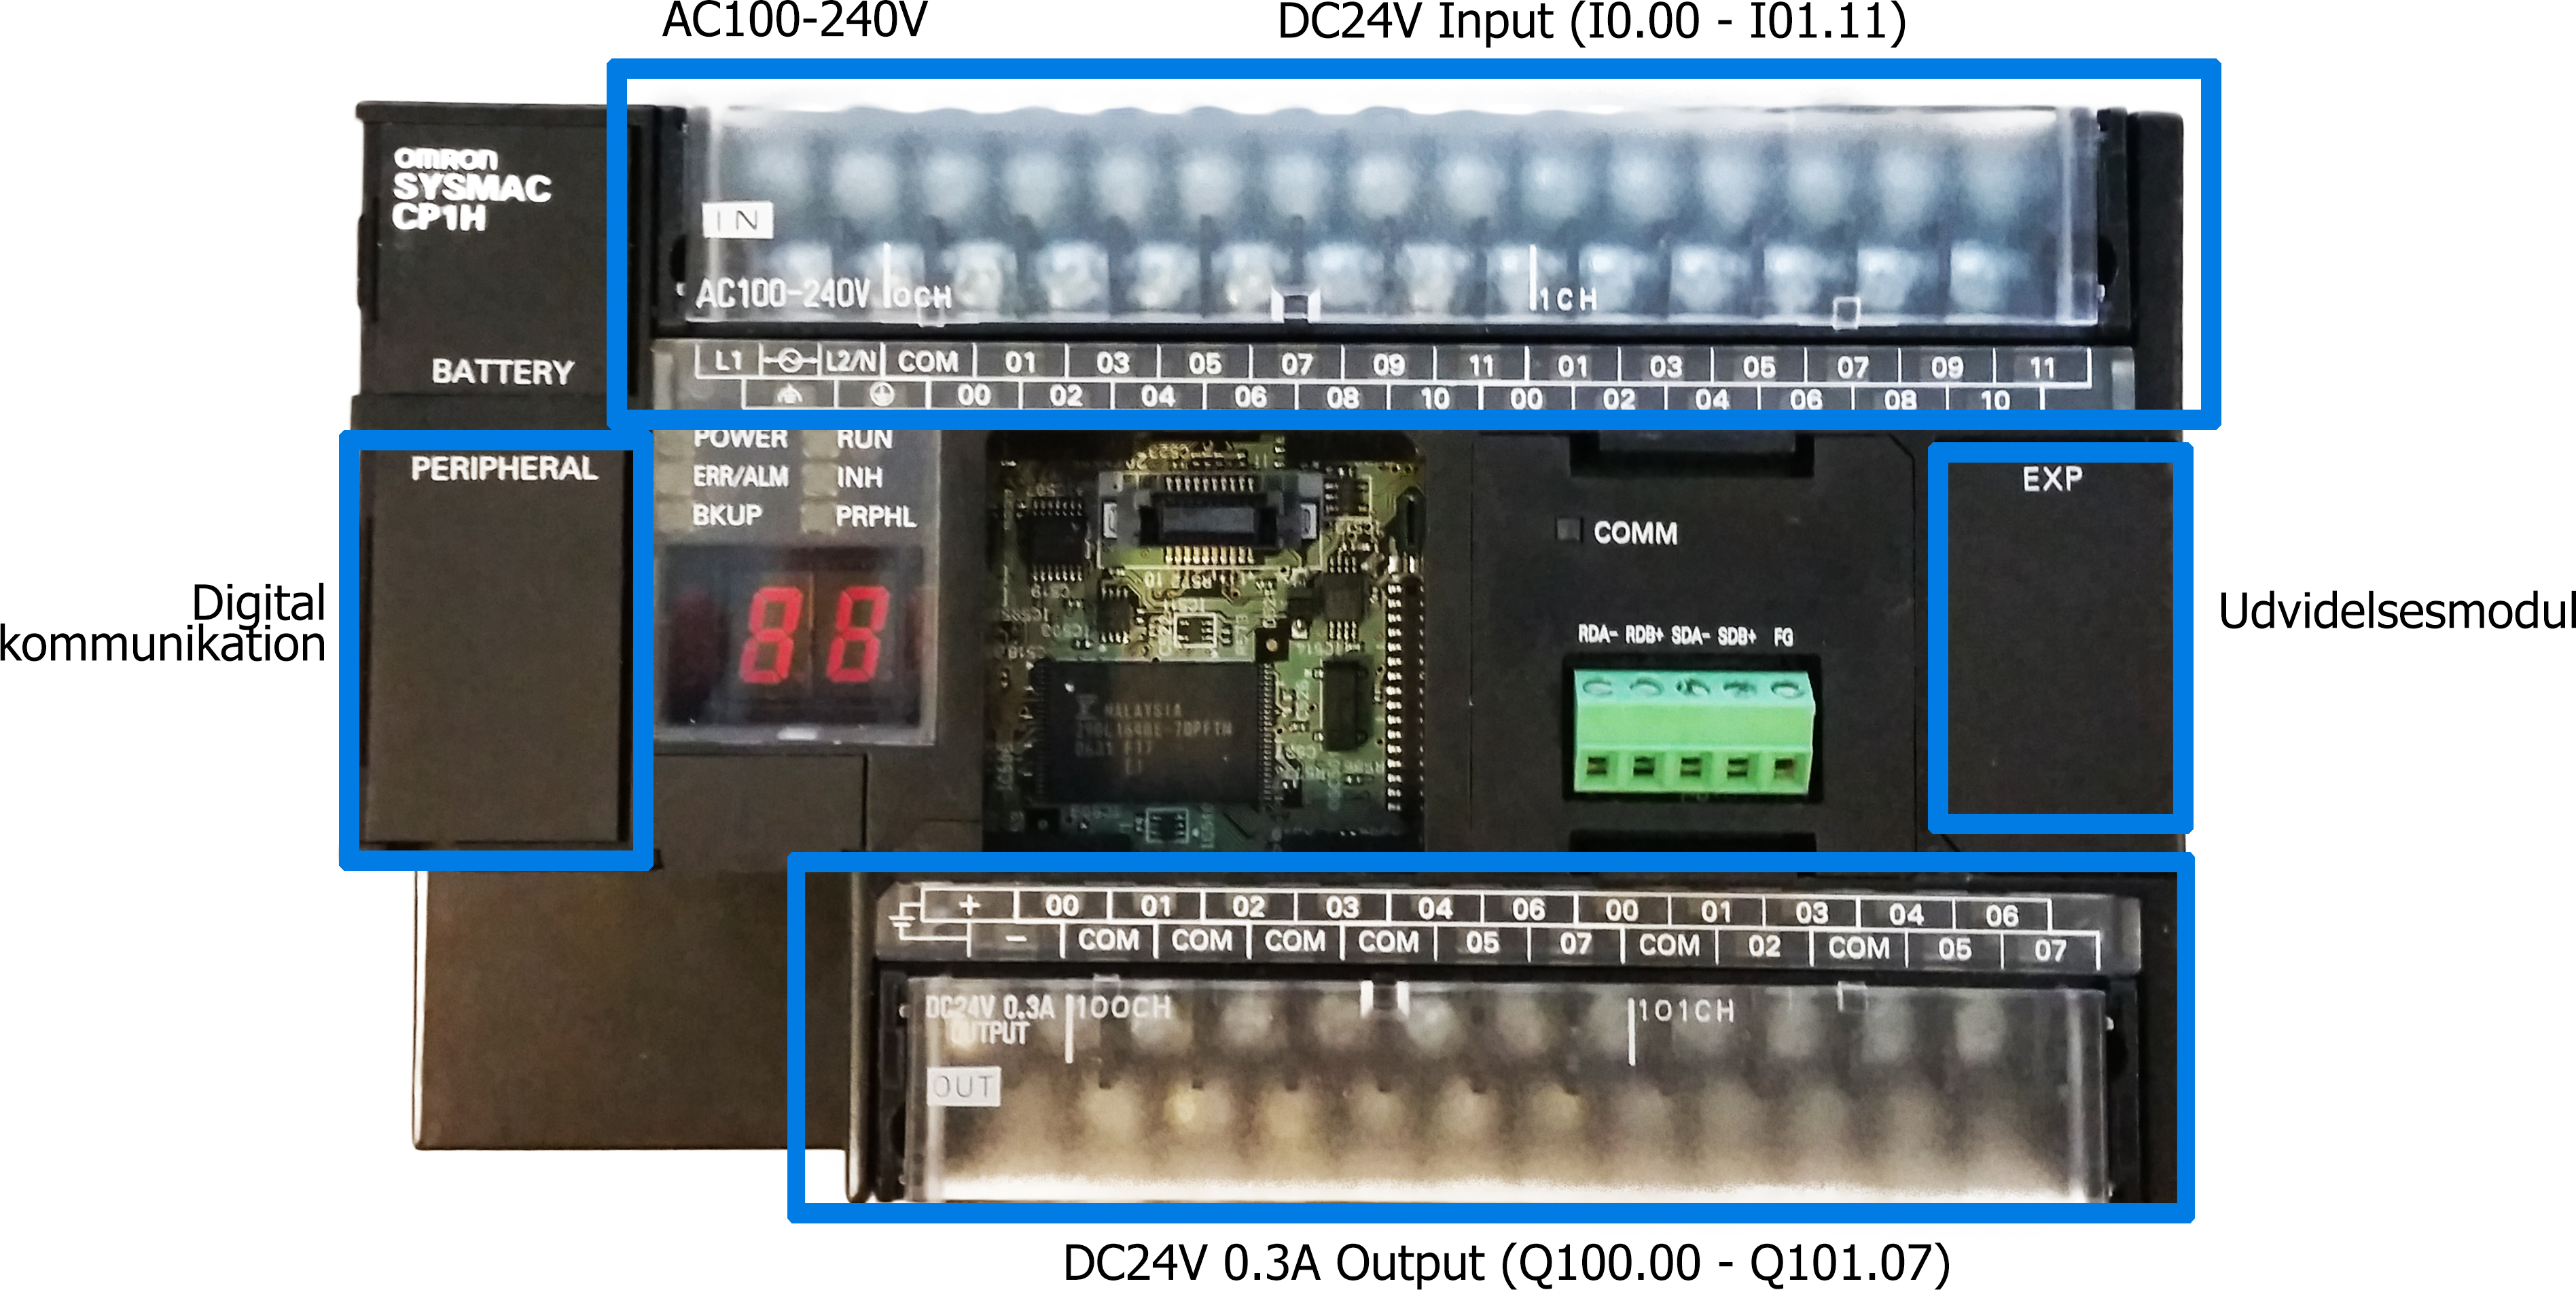 AC100-240V
DC24V Input (I0.00 - I01.11)
omron
SYSMAC
CP1H
IN
AC100-240V 0CH 1CH
BATTERY
L1 L2/N COM 01 03 05 07 09 11 01 03 05 07 09 11
00 02 04 06 08 10 00 02 04 06 08 10
PERIPHERAL
POWER RUN
ERR/ALM INH
BKUP PRPHL
EXP
COMM
88
RDA- RDB+ SDA- SDB+ FG
MALAYSIA
Digital
kommunikation
Udvidelsesmodul
+ 00 01 02 03 04 06 00 01 03 04 06
- COM COM COM COM 05 07 COM 02 COM 05 07
DC24V 0.3A 100CH 101CH
OUTPUT
OUT
DC24V 0.3A Output (Q100.00 - Q101.07)